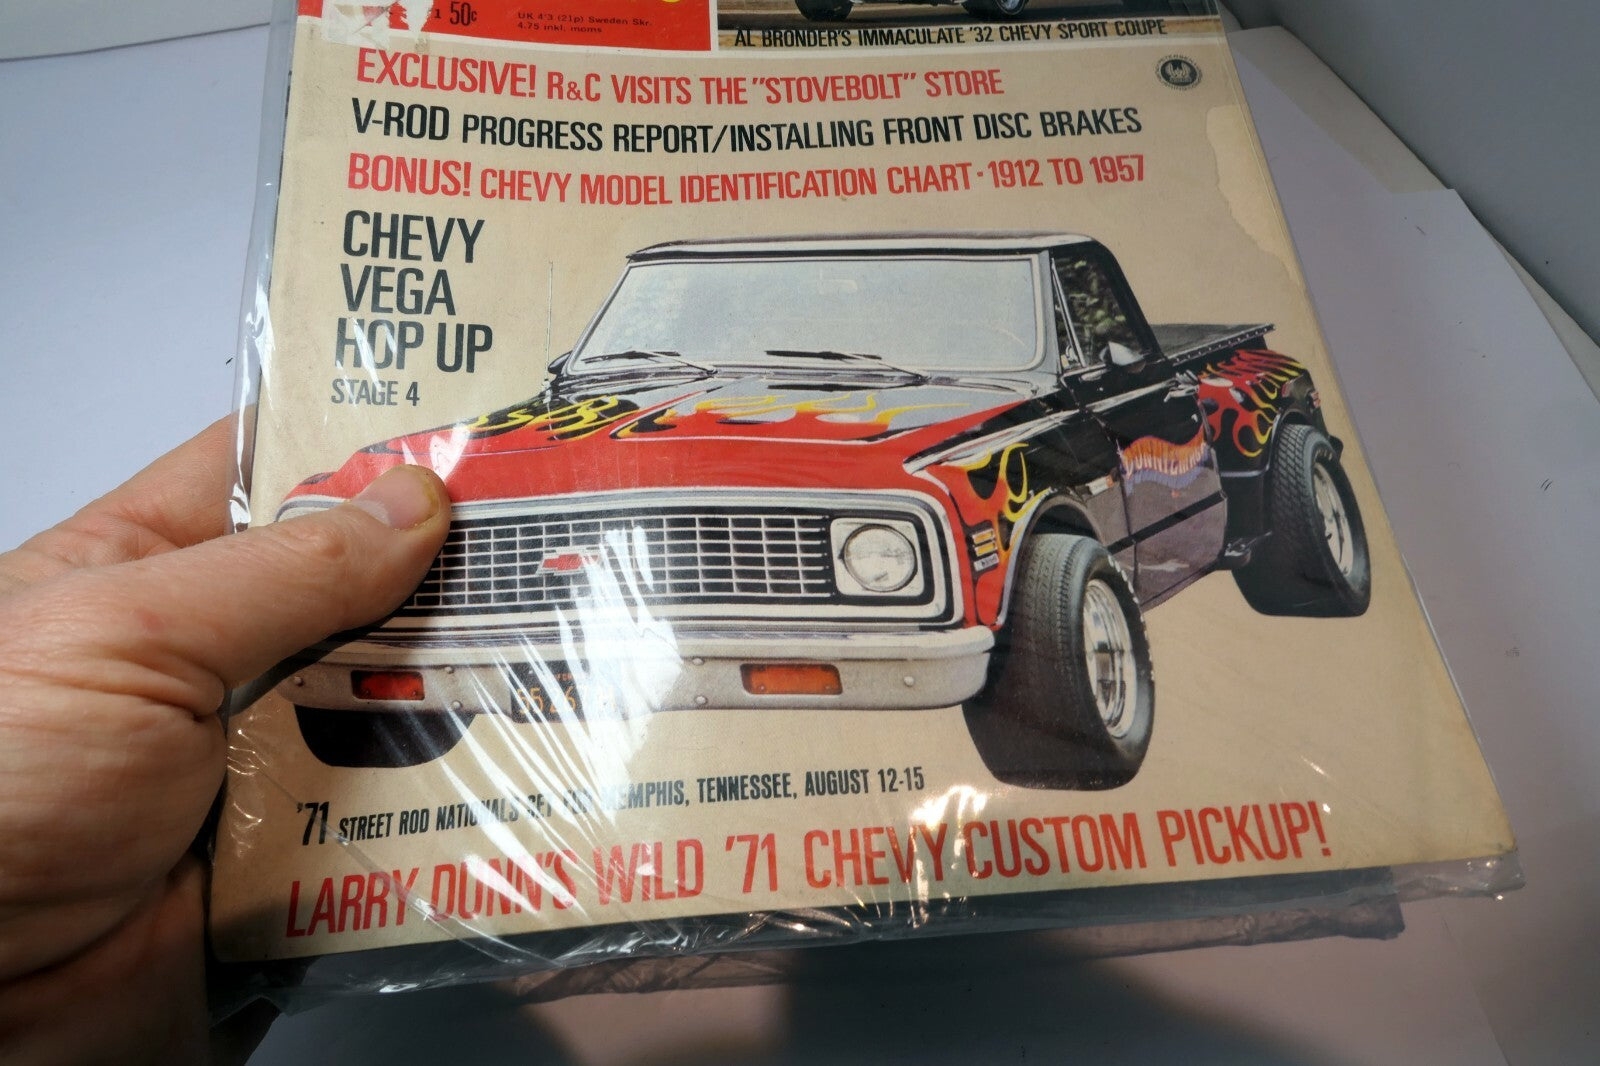 1 50¢
UK 4'3 (21p) Sweden Skr.
4.75 inkl. moms
AL BRONDER'S IMMACULATE '32 CHEVY SPORT COUPE
EXCLUSIVE! R&C VISITS THE "STOVEBOLT" STORE
V-ROD PROGRESS REPORT/INSTALLING FRONT DISC BRAKES
BONUS! CHEVY MODEL IDENTIFICATION CHART • 1912 TO 1957
CHEVY
VEGA
HOP UP
STAGE 4
'71 STREET ROD NATIONALS SET FOR MEMPHIS, TENNESSEE, AUGUST 12-15
LARRY DUNN'S WILD '71 CHEVY CUSTOM PICKUP!